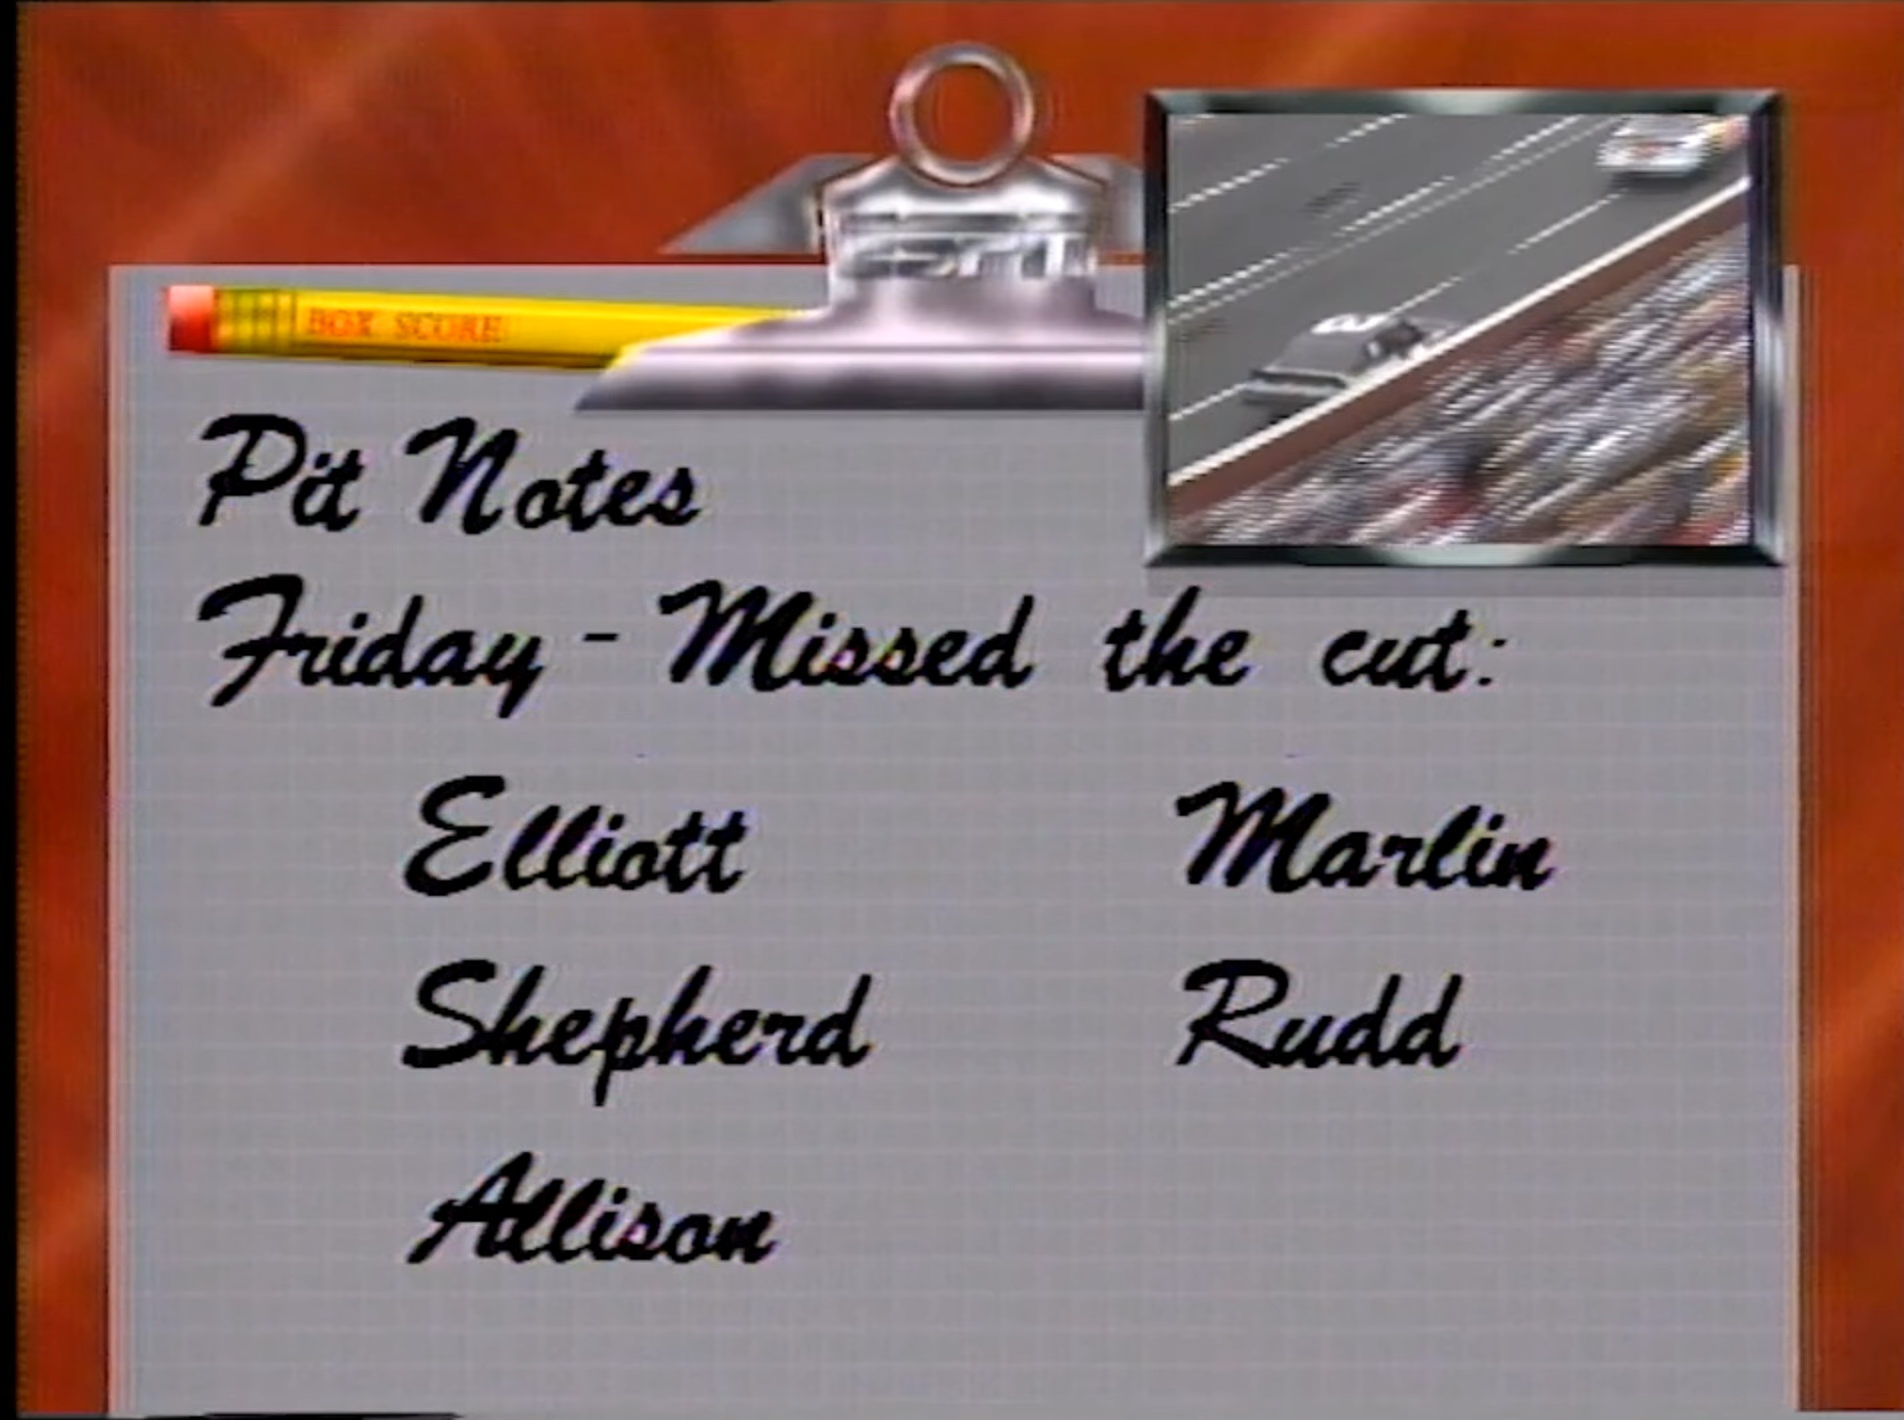 BOX SCORE
Pit Notes
Friday - Missed the cut:
Elliott Marlin
Shepherd Rudd
Allison